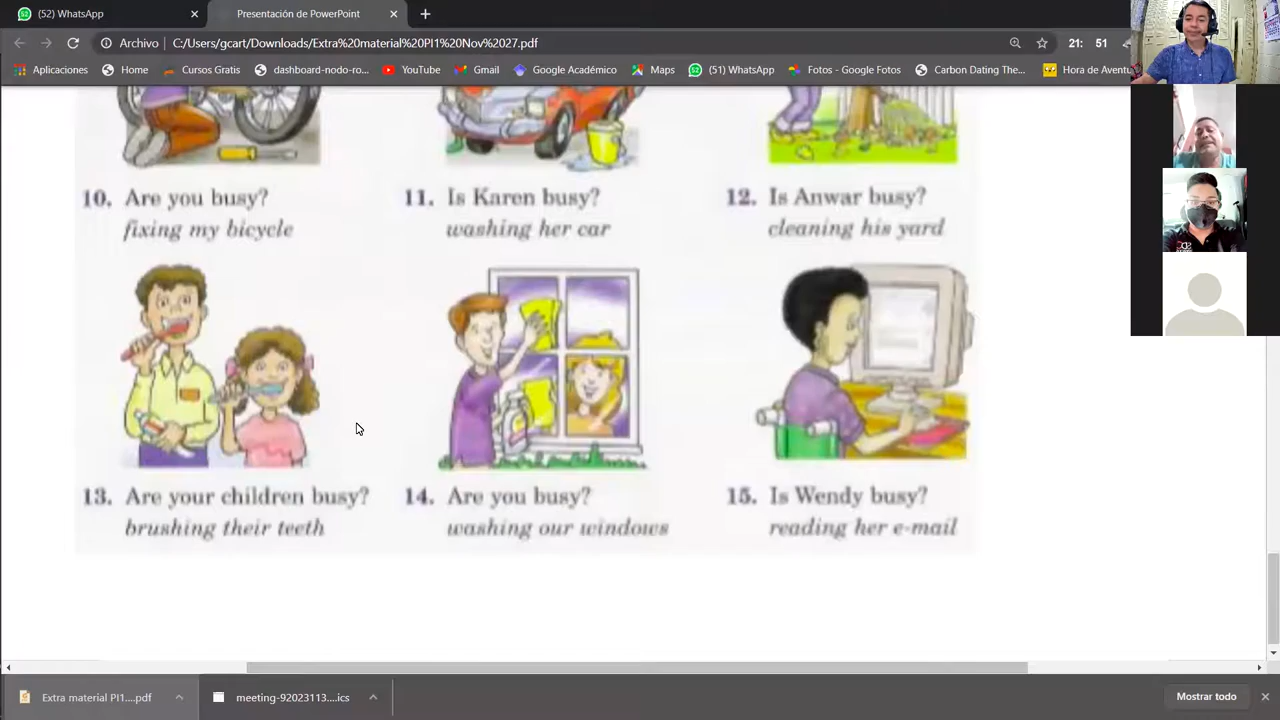 (52) WhatsApp
Presentación de PowerPoint
Archivo
C:/Users/gcart/Downloads/Extra%20material%20PI1%20Nov%2027.pdf
21: 51
Aplicaciones
Home
Cursos Gratis
dashboard-nodo-ro...
YouTube
Gmail
Google Académico
Maps
(51) WhatsApp
Fotos - Google Fotos
Carbon Dating The...
Hora de Aventu
10. Are you busy?
fixing my bicycle
11. Is Karen busy?
washing her car
12. Is Anwar busy?
cleaning his yard
13. Are your children busy?
brushing their teeth
14. Are you busy?
washing our windows
15. Is Wendy busy?
reading her e-mail
Extra material PI1....pdf
meeting-92023113....ics
Mostrar todo